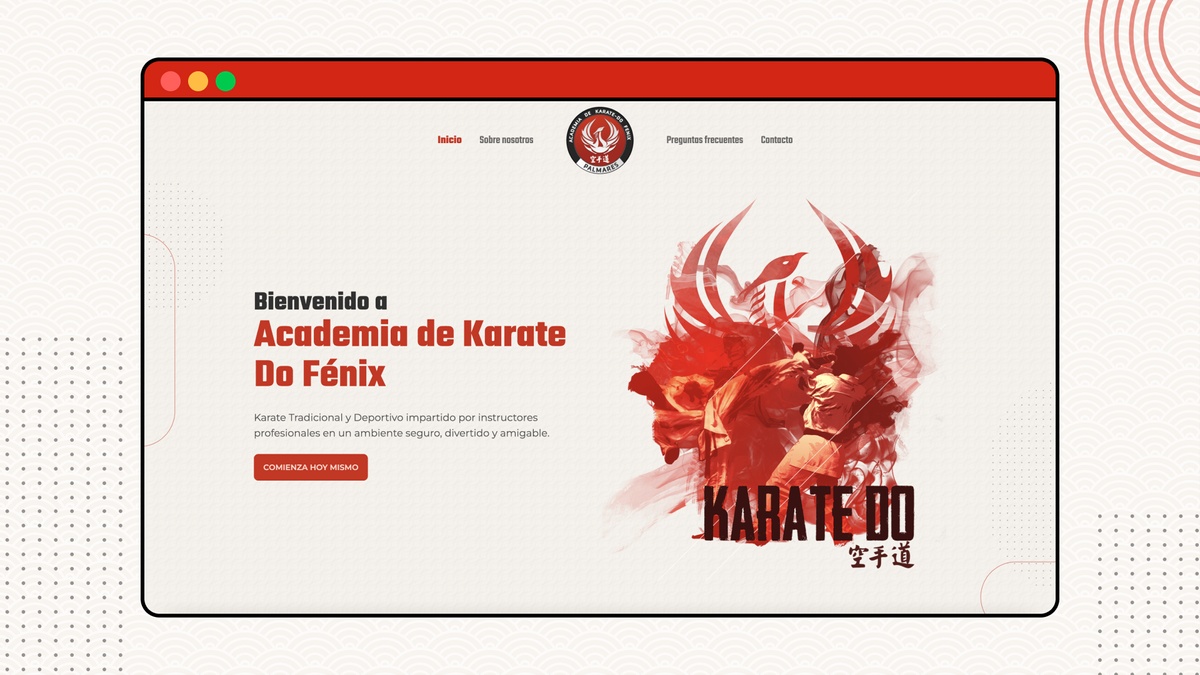 Inicio
Sobre nosotros
ACADEMIA DE KARATE-DO FENIX
空手道
PALMARES
Preguntas frecuentes
Contacto
Bienvenido a
Academia de Karate
Do Fénix
Karate Tradicional y Deportivo impartido por instructores
profesionales en un ambiente seguro, divertido y amigable.
COMIENZA HOY MISMO
KARATE DO
空手道